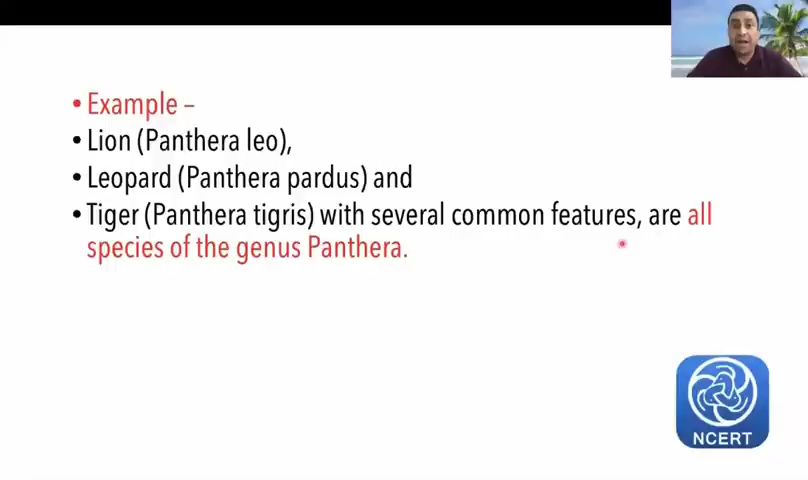 • Example –
• Lion (Panthera leo),
• Leopard (Panthera pardus) and
• Tiger (Panthera tigris) with several common features, are all
species of the genus Panthera.
NCERT